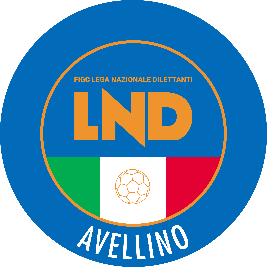 FIGC LEGA NAZIONALE DILETTANTI
LND
AVELLINO